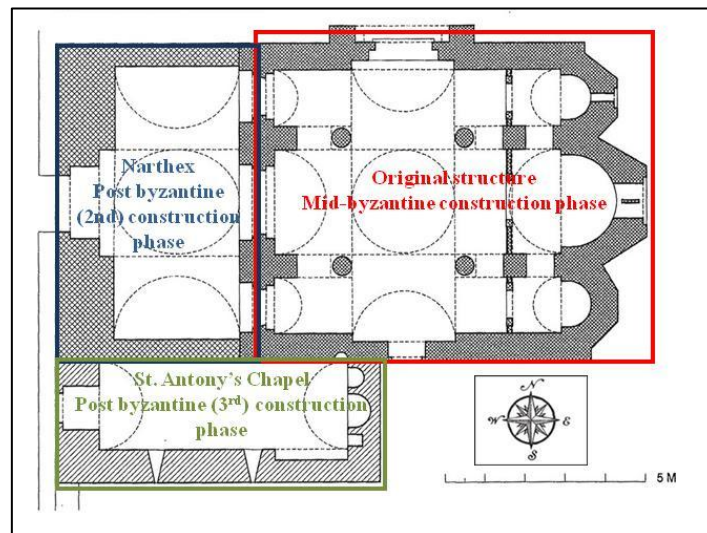 Narthex
Post byzantine
(2nd) construction
phase
Original structure
Mid-byzantine construction phase
St. Antony's Chapel
Post byzantine (3rd) construction
phase
N
W E
S
5 M